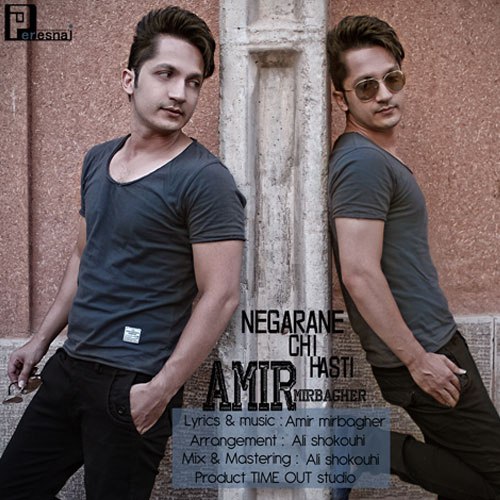 Peresnaj
NEGARANE
CHI
HASTI
AMIR
MIRBAGHER
Lyrics & music : Amir mirbagher
Arrangement : Ali shokouhi
Mix & Mastering : Ali shokouhi
Product TIME OUT studio